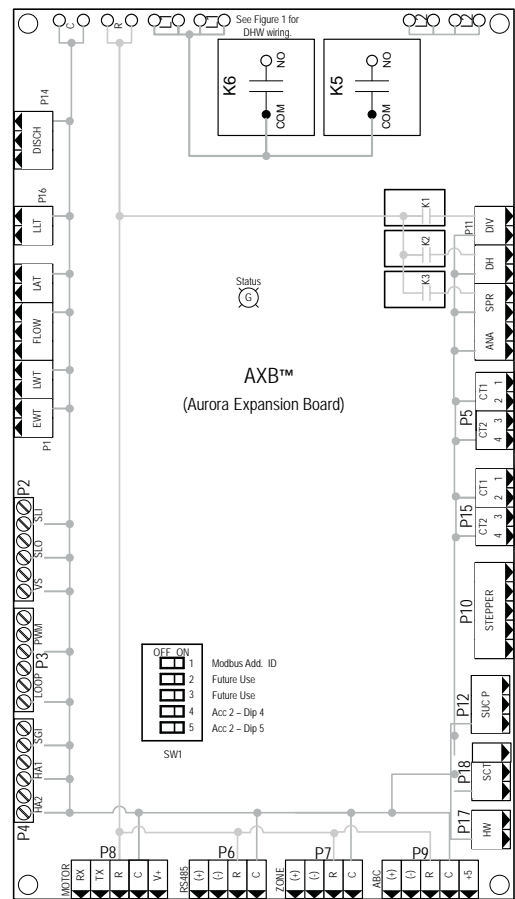 C
R
L1
L1
See Figure 1 for
DHW wiring.
L2
L2
K6
NO
COM
K5
NO
COM
P14
DISCH
P16
LLT
LAT
FLOW
LWT
EWT
P1
K1
K2
K3
P11
DIV
DH
SPR
ANA
Status
G
AXB™
(Aurora Expansion Board)
CT1 1
2
P5
CT2 3
4
CT1 1
2
P15
CT2 3
4
P2
SLI
SLO
VS
PWM
P3
LOOP
SGI
HA1
HA2
P4
P10
STEPPER
P12
SUC P
P18
SCT
P17
HW
OFF ON
1 Modbus Add. ID
2 Future Use
3 Future Use
4 Acc 2 – Dip 4
5 Acc 2 – Dip 5
SW1
P8
MOTOR
RX
TX
R
C
V+
P6
RS485
(+)
(-)
R
C
P7
ZONE
(+)
(-)
R
C
P9
ABC
(+)
(-)
R
C
+5